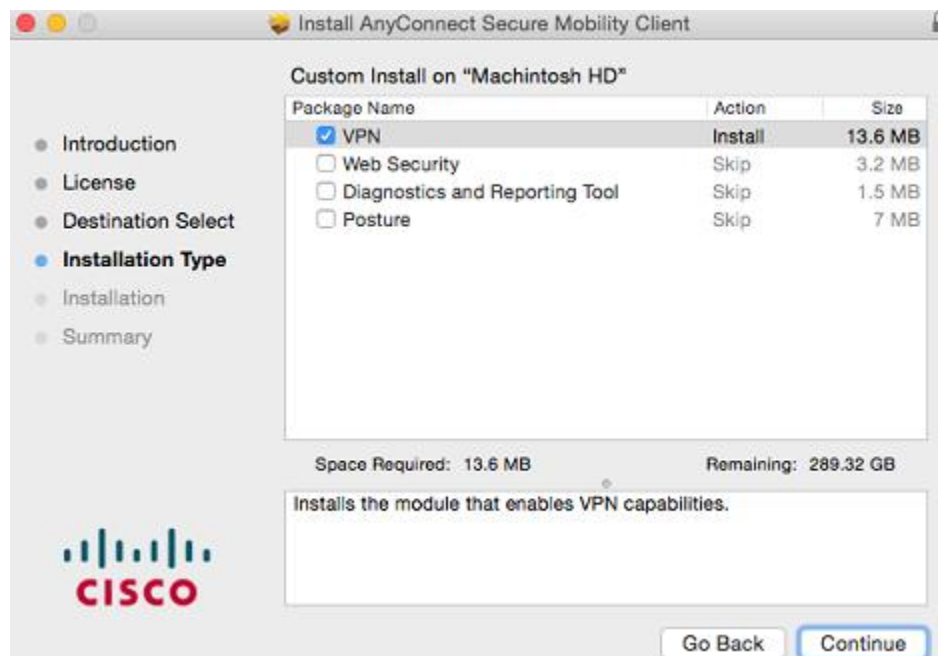 Install AnyConnect Secure Mobility Client
Custom Install on “Machintosh HD”
Package Name Action Size
VPN Install 13.6 MB
Web Security Skip 3.2 MB
Diagnostics and Reporting Tool Skip 1.5 MB
Posture Skip 7 MB
Introduction
License
Destination Select
Installation Type
Installation
Summary
Space Required: 13.6 MB Remaining: 289.32 GB
Installs the module that enables VPN capabilities.
CISCO
Go Back Continue